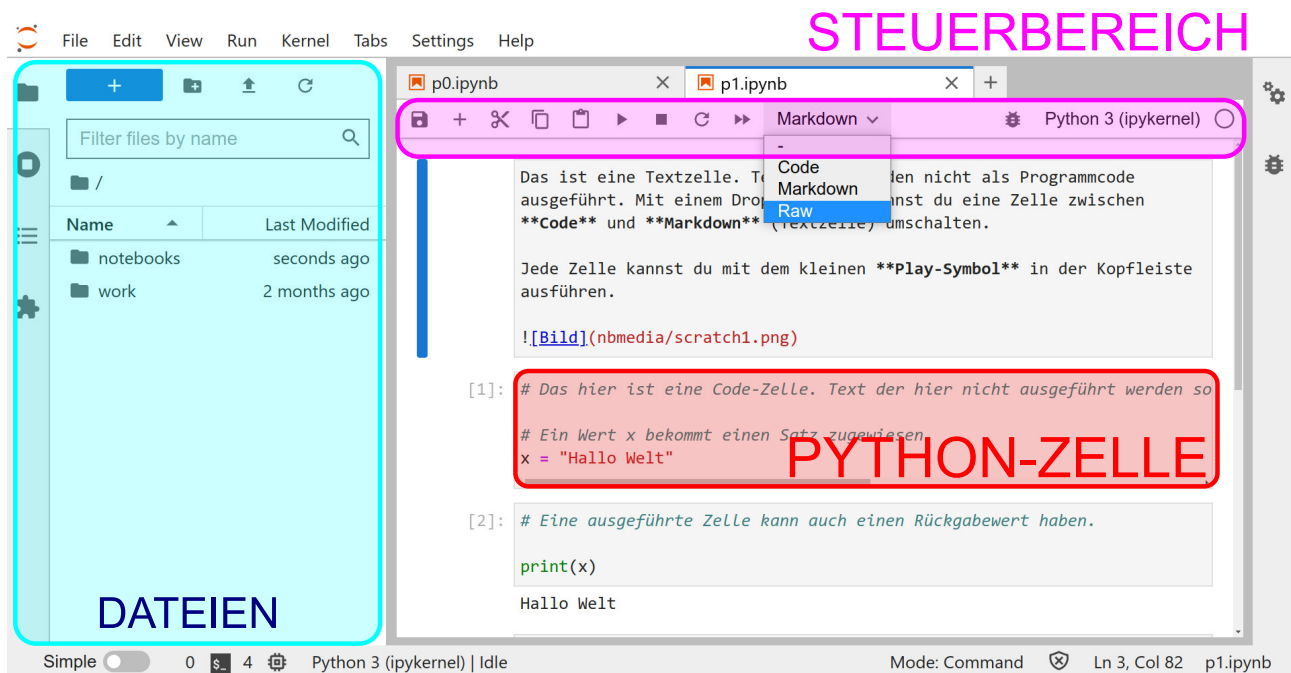 STEUERBEREICH
File Edit View Run Kernel Tabs Settings Help
p0.ipynb
p1.ipynb
Markdown
Python 3 (ipykernel)
Filter files by name
-
Code
Markdown
Raw
/
Name Last Modified
notebooks seconds ago
work 2 months ago
Das ist eine Textzelle. nicht als Programmcode
ausgeführt. Mit einem du eine Zelle zwischen
**Code** und **Markdown** (Textzelle) umschalten.
Jede Zelle kannst du mit dem kleinen **Play-Symbol** in der Kopfleiste
ausführen.
![Bild](nbmedia/scratch1.png)
[1]: # Das hier ist eine Code-Zelle. Text der hier nicht ausgeführt werden so
# Ein Wert x bekommt einen Satz zugewiesen
x = "Hallo Welt"
PYTHON-ZELLE
[2]: # Eine ausgeführte Zelle kann auch einen Rückgabewert haben.
print(x)
Hallo Welt
DATEIEN
Simple 0 $_ 4 Python 3 (ipykernel) | Idle Mode: Command Ln 3, Col 82 p1.ipynb